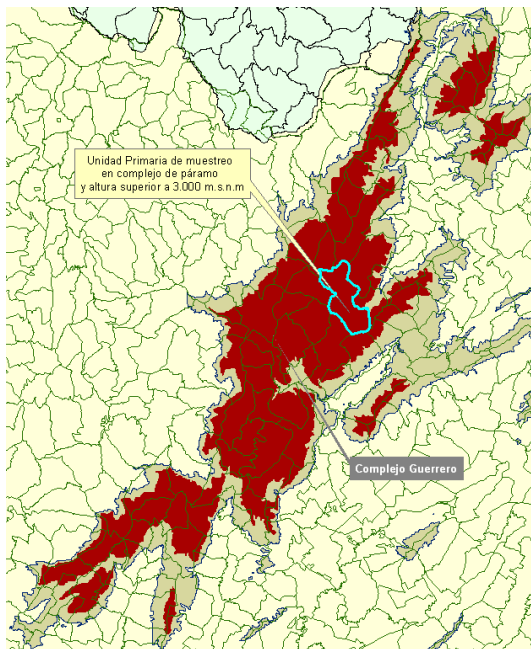 Unidad Primaria de muestreo
en complejo de páramo
y altura superior a 3.000 m.s.n.m
Complejo Guerrero